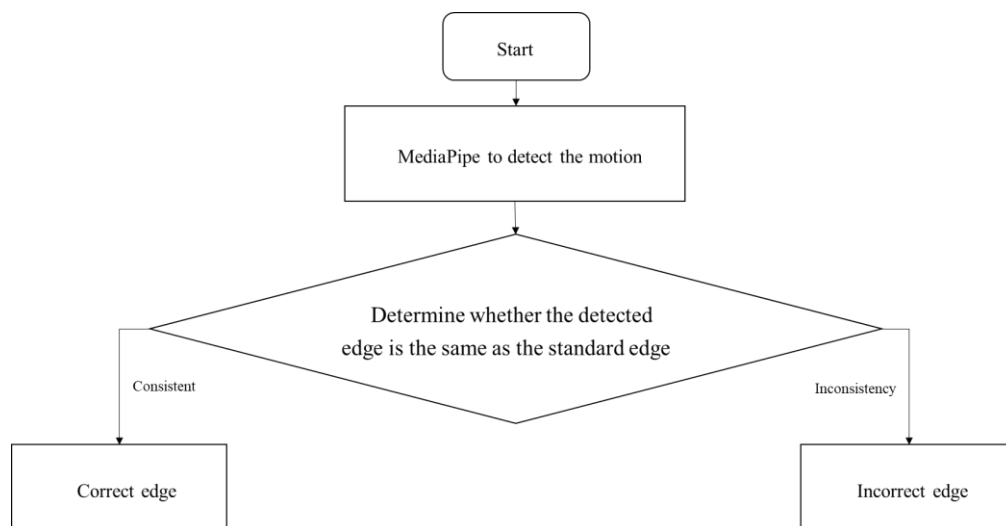 Start
MediaPipe to detect the motion
Determine whether the detected
edge is the same as the standard edge
Consistent
Inconsistency
Correct edge
Incorrect edge